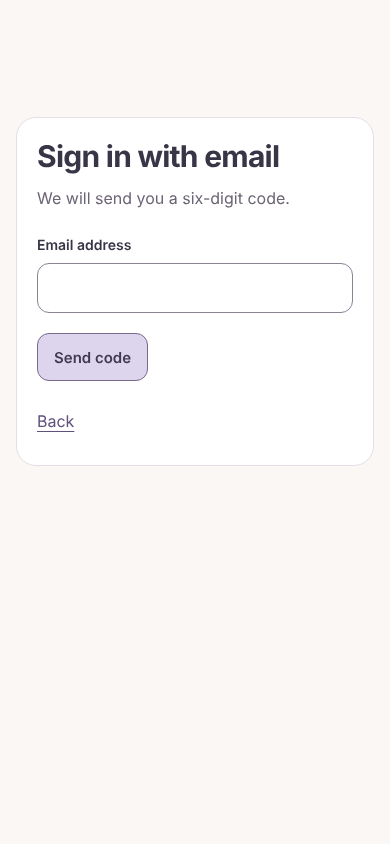 Sign in with email
We will send you a six-digit code.
Email address
Send code
Back